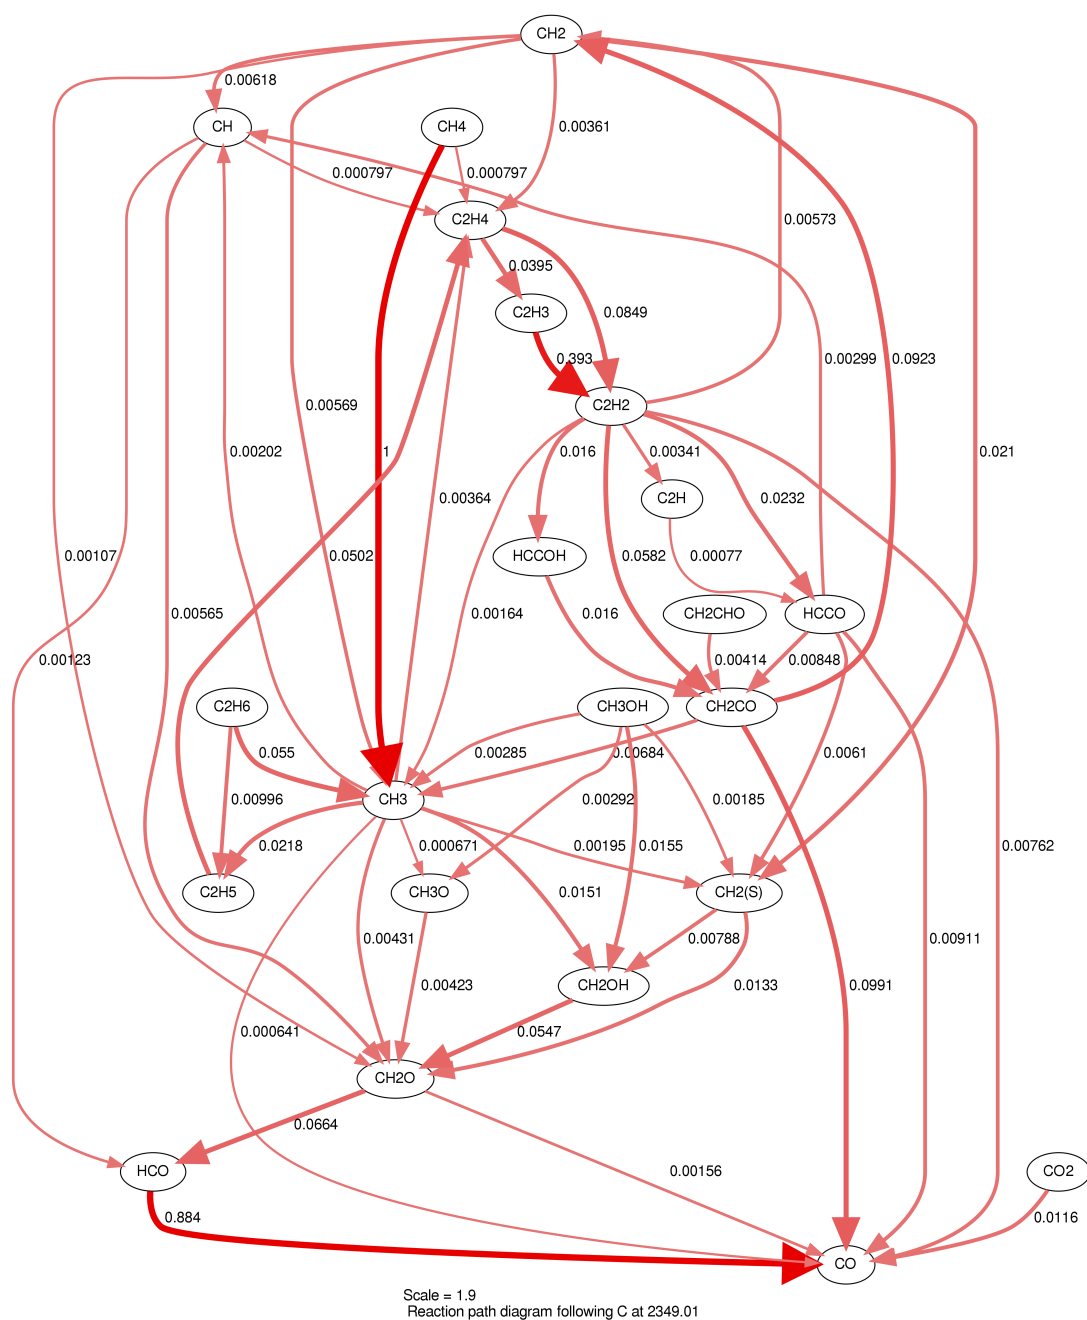 CH2
0.00618
CH
CH4
0.00361
0.000797
0.000797
C2H4
0.00573
0.0395
C2H3
0.0849
0.393
0.00299
0.0923
C2H2
0.00569
0.00202
1
0.016
0.00341
0.021
C2H
0.00364
0.0232
HCCOH
0.00107
0.0502
0.0582
0.00077
0.00565
0.00164
0.016
CH2CHO
HCCO
0.00123
0.00414
0.00848
C2H6
CH3OH
CH2CO
0.055
0.00285
0.00684
0.0061
CH3
0.00996
0.00292
0.00185
0.0218
0.000671
0.00195
0.0155
0.00762
C2H5
CH3O
0.0151
CH2(S)
0.00431
0.00788
0.00911
0.00423
CH2OH
0.0133
0.0991
0.000641
0.0547
CH2O
0.0664
HCO
0.00156
CO2
0.884
0.0116
CO
Scale = 1.9
Reaction path diagram following C at 2349.01